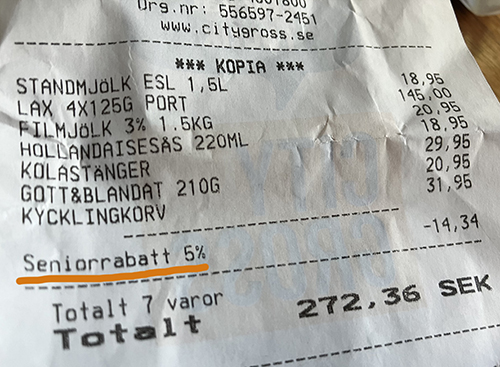 Org.nr: 556597-2451
www.citygross.se
*** KOPIA ***
STANDMJÖLK ESL 1,5L 18,95
LAX 4X125G PORT 145,00
FILMJÖLK 3% 1.5KG 20,95
HOLLANDAISESÅS 220ML 18,95
KOLASTÄNGER 29,95
GOTT&BLANDAT 210G 20,95
KYCKLINGKORV 31,95
Seniorrabatt 5% -14,34
Totalt 7 varor
Totalt 272,36 SEK